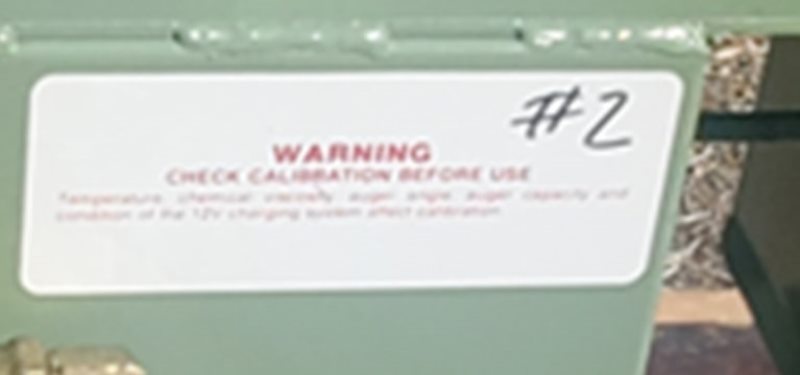 #2
WARNING
CHECK CALIBRATION BEFORE USE
Temperature, chemical viscosity, auger angle, auger capacity and
condition of the 12V charging system affect calibration.